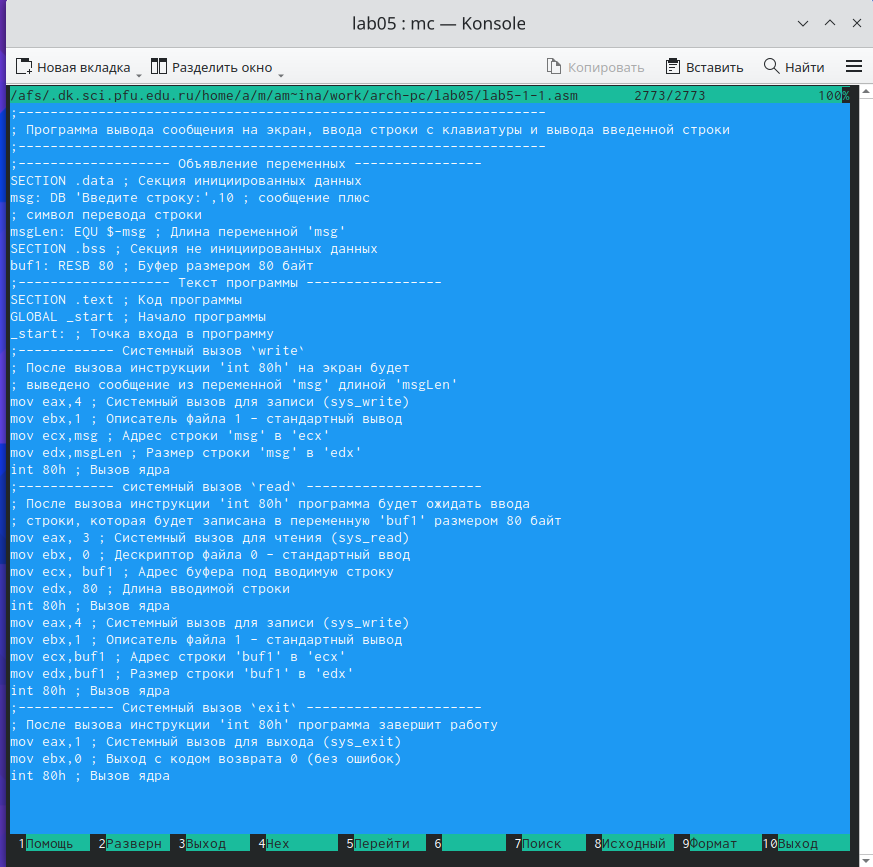 lab05 : mc — Konsole
Новая вкладка Разделить окно Копировать Вставить Найти
/afs/.dk.sci.pfu.edu.ru/home/a/m/am~ina/work/arch-pc/lab05/lab5-1-1.asm 2773/2773 100%
;------------------------------------------------------------------
; Программа вывода сообщения на экран, ввода строки с клавиатуры и вывода введенной строки
;------------------------------------------------------------------
;------------------- Объявление переменных ----------------
SECTION .data ; Секция инициированных данных
msg: DB 'Введите строку:',10 ; сообщение плюс
; символ перевода строки
msgLen: EQU $-msg ; Длина переменной 'msg'
SECTION .bss ; Секция не инициированных данных
buf1: RESB 80 ; Буфер размером 80 байт
;------------------- Текст программы -----------------
SECTION .text ; Код программы
GLOBAL _start ; Начало программы
_start: ; Точка входа в программу
;------------ Системный вызов `write`
; После вызова инструкции 'int 80h' на экран будет
; выведено сообщение из переменной 'msg' длиной 'msgLen'
mov eax,4 ; Системный вызов для записи (sys_write)
mov ebx,1 ; Описатель файла 1 - стандартный вывод
mov ecx,msg ; Адрес строки 'msg' в 'ecx'
mov edx,msgLen ; Размер строки 'msg' в 'edx'
int 80h ; Вызов ядра
;------------ системный вызов `read` ----------------------
; После вызова инструкции 'int 80h' программа будет ожидать ввода
; строки, которая будет записана в переменную 'buf1' размером 80 байт
mov eax, 3 ; Системный вызов для чтения (sys_read)
mov ebx, 0 ; Дескриптор файла 0 - стандартный ввод
mov ecx, buf1 ; Адрес буфера под вводимую строку
mov edx, 80 ; Длина вводимой строки
int 80h ; Вызов ядра
mov eax,4 ; Системный вызов для записи (sys_write)
mov ebx,1 ; Описатель файла 1 - стандартный вывод
mov ecx,buf1 ; Адрес строки 'buf1' в 'ecx'
mov edx,buf1 ; Размер строки 'buf1' в 'edx'
int 80h ; Вызов ядра
;------------ Системный вызов `exit` ----------------------
; После вызова инструкции 'int 80h' программа завершит работу
mov eax,1 ; Системный вызов для выхода (sys_exit)
mov ebx,0 ; Выход с кодом возврата 0 (без ошибок)
int 80h ; Вызов ядра
1Помощь 2Разверн 3Выход 4Hex 5Перейти 6 7Поиск 8Исходный 9Формат 10Выход